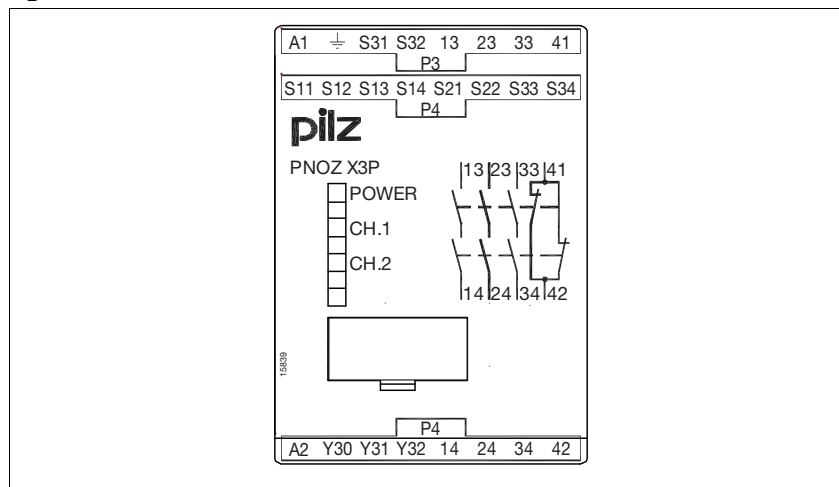 A1 ⏚ S31 S32 13 23 33 41
P3
S11 S12 S13 S14 S21 S22 S33 S34
P4
pilz
PNOZ X3P
13 23 33 41
POWER
CH.1
CH.2
14 24 34 42
15839
P4
A2 Y30 Y31 Y32 14 24 34 42